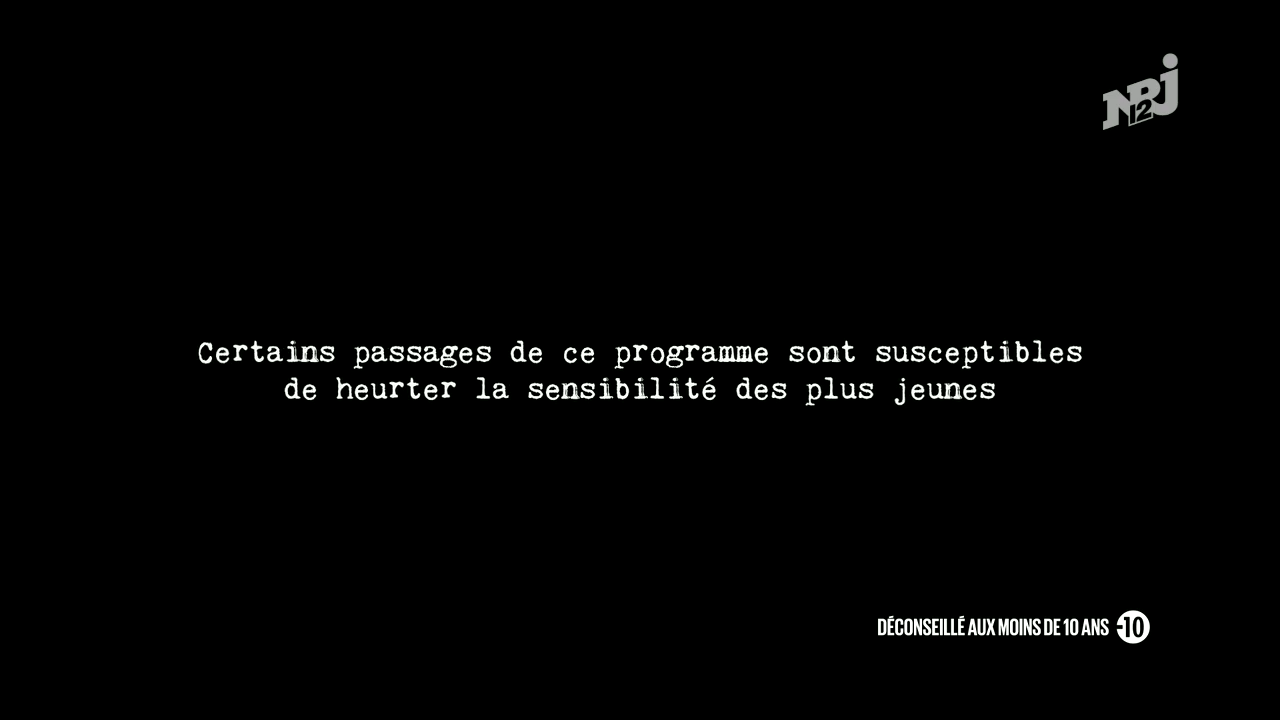 NRJ
12
Certains passages de ce programme sont susceptibles
de heurter la sensibilité des plus jeunes
DÉCONSEILLÉ AUX MOINS DE 10 ANS -10